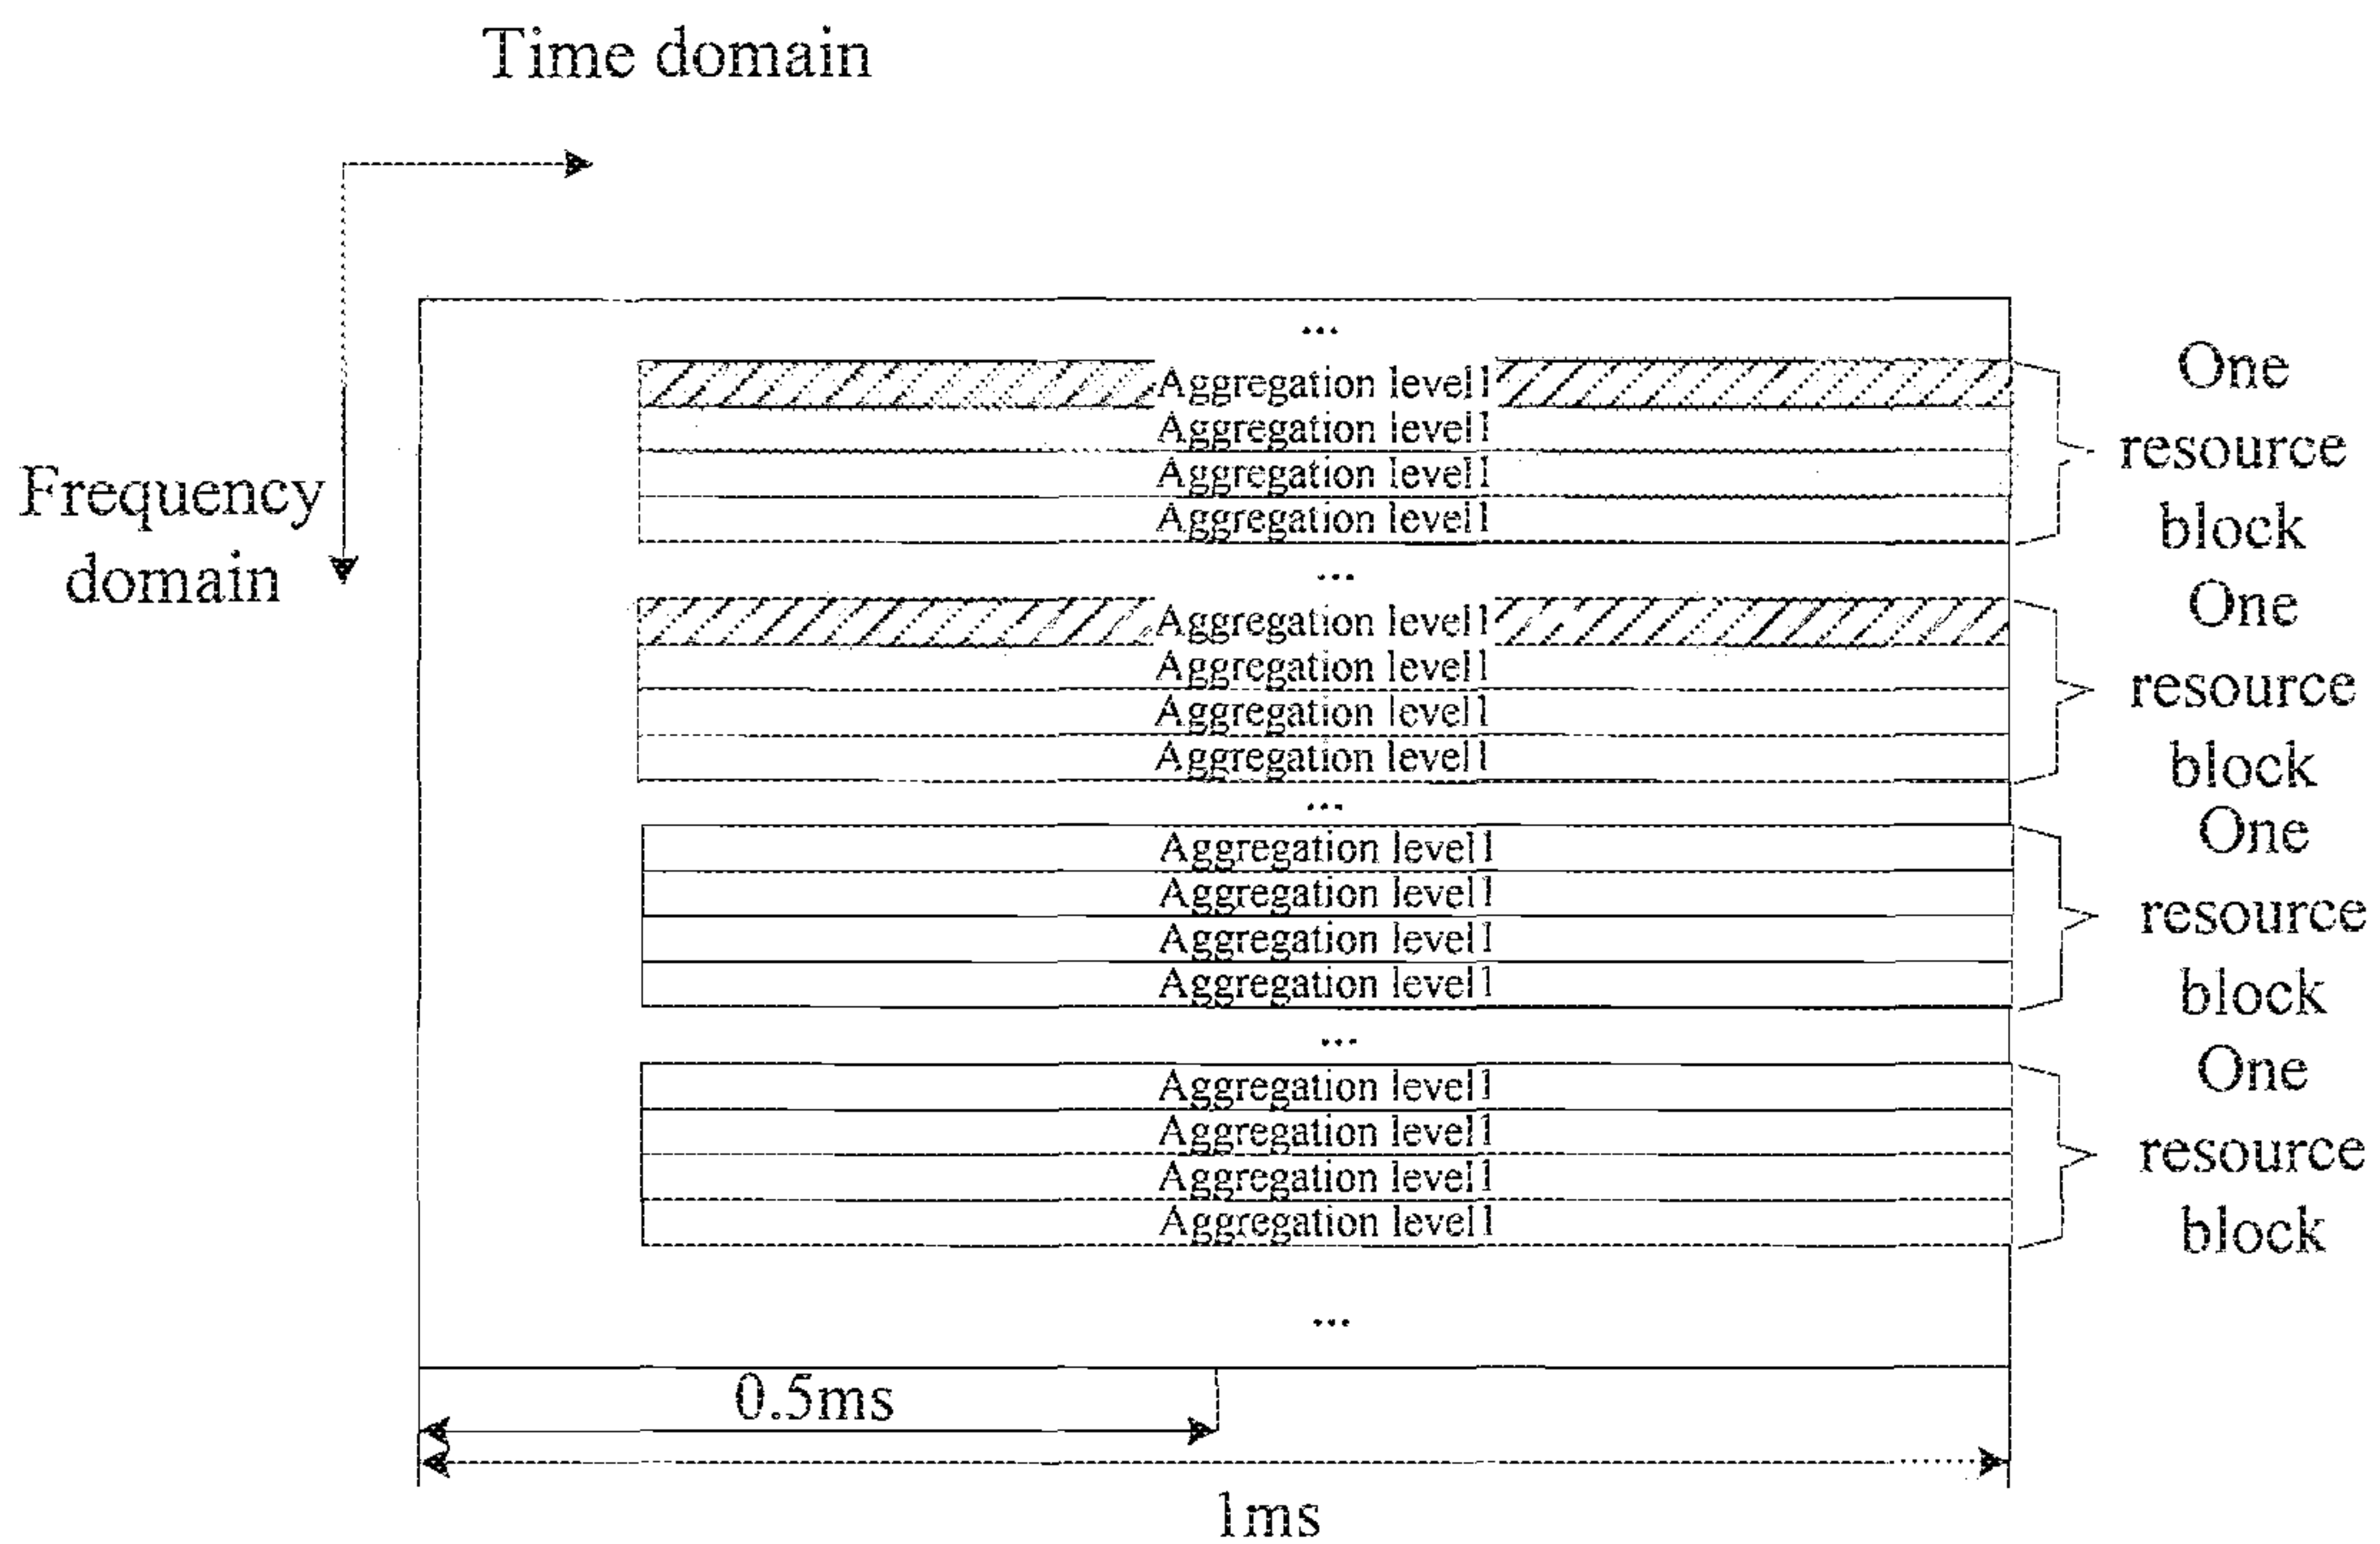 Time domain
Frequency
domain
...
Aggregation level1
Aggregation level1
Aggregation level1
Aggregation level1
One
resource
block
...
Aggregation level1
Aggregation level1
Aggregation level1
Aggregation level1
One
resource
block
...
Aggregation level1
Aggregation level1
Aggregation level1
Aggregation level1
One
resource
block
...
Aggregation level1
Aggregation level1
Aggregation level1
Aggregation level1
One
resource
block
...
0.5ms
1ms